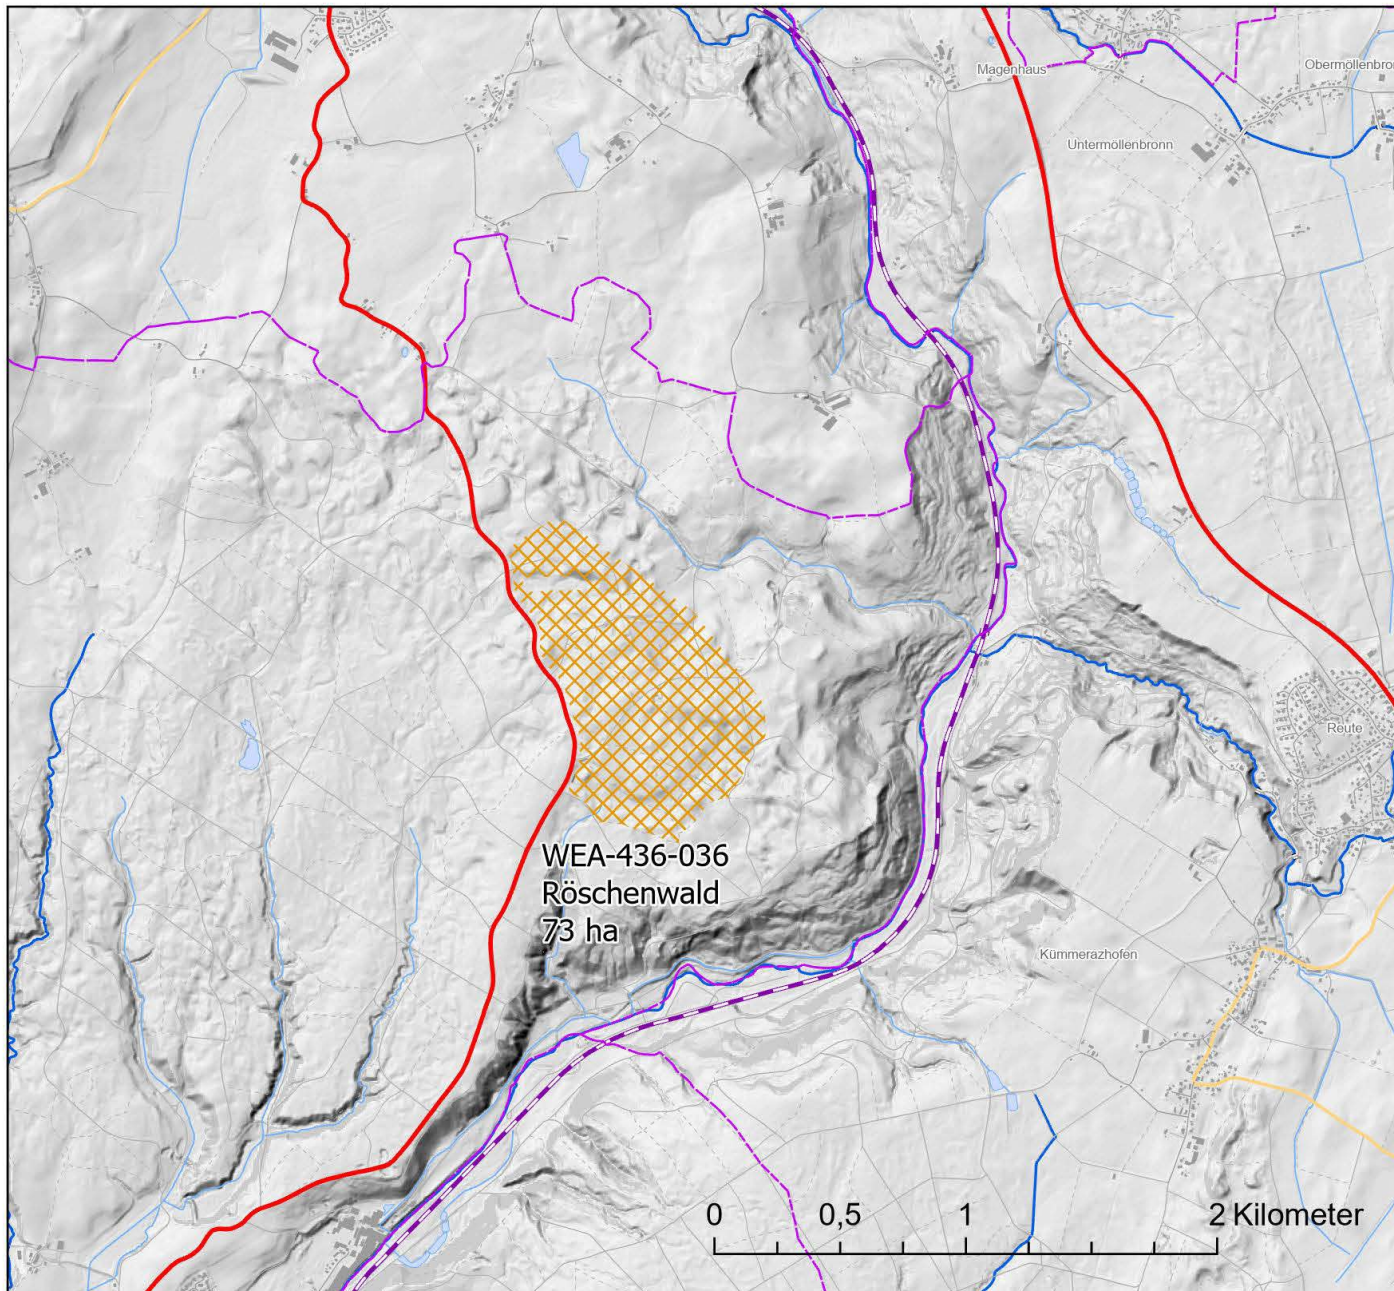 Magenhaus
Obermöllenbro
Untermöllenbronn
Reute
WEA-436-036
Röschenwald
73 ha
Kümmerazhofen
0 0,5 1 2 Kilometer